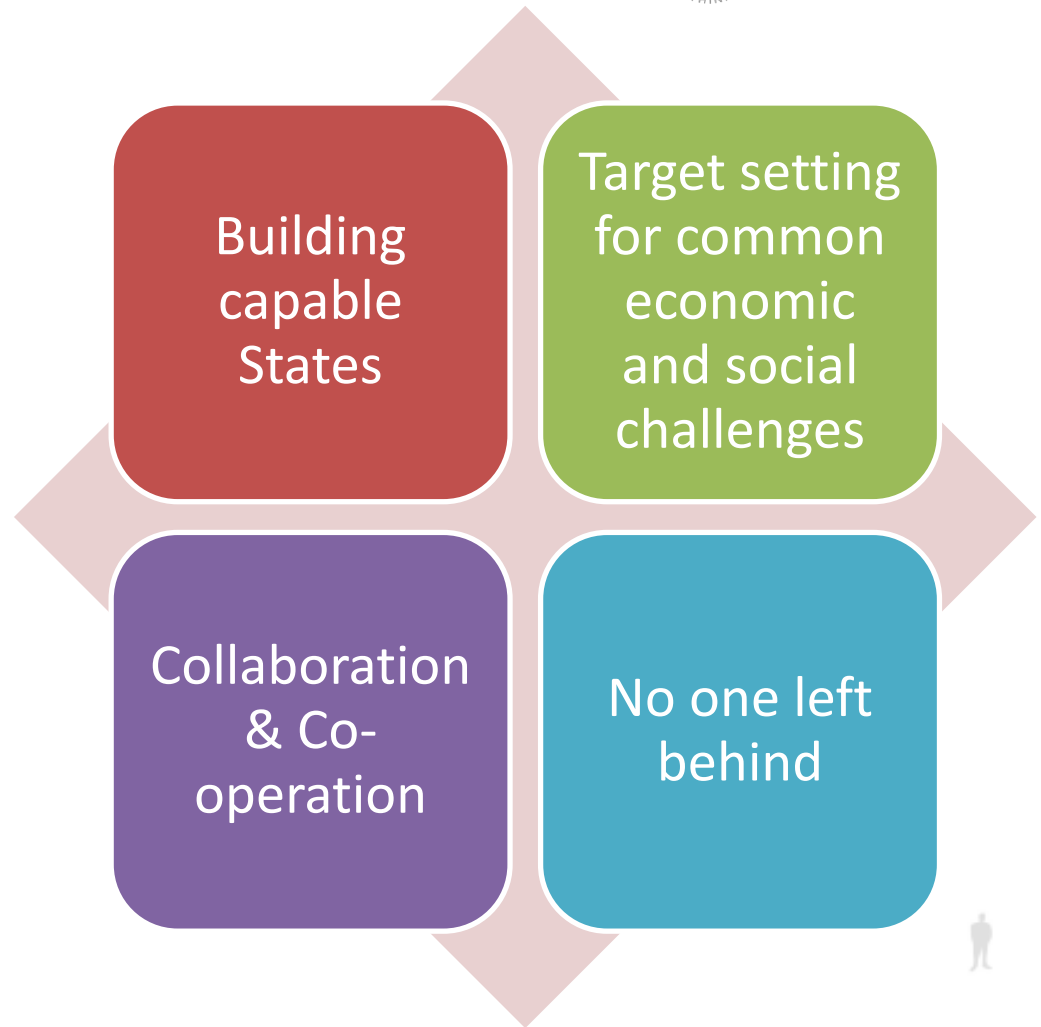 Building
capable
States
Target setting
for common
economic
and social
challenges
Collaboration
& Co-
operation
No one left
behind